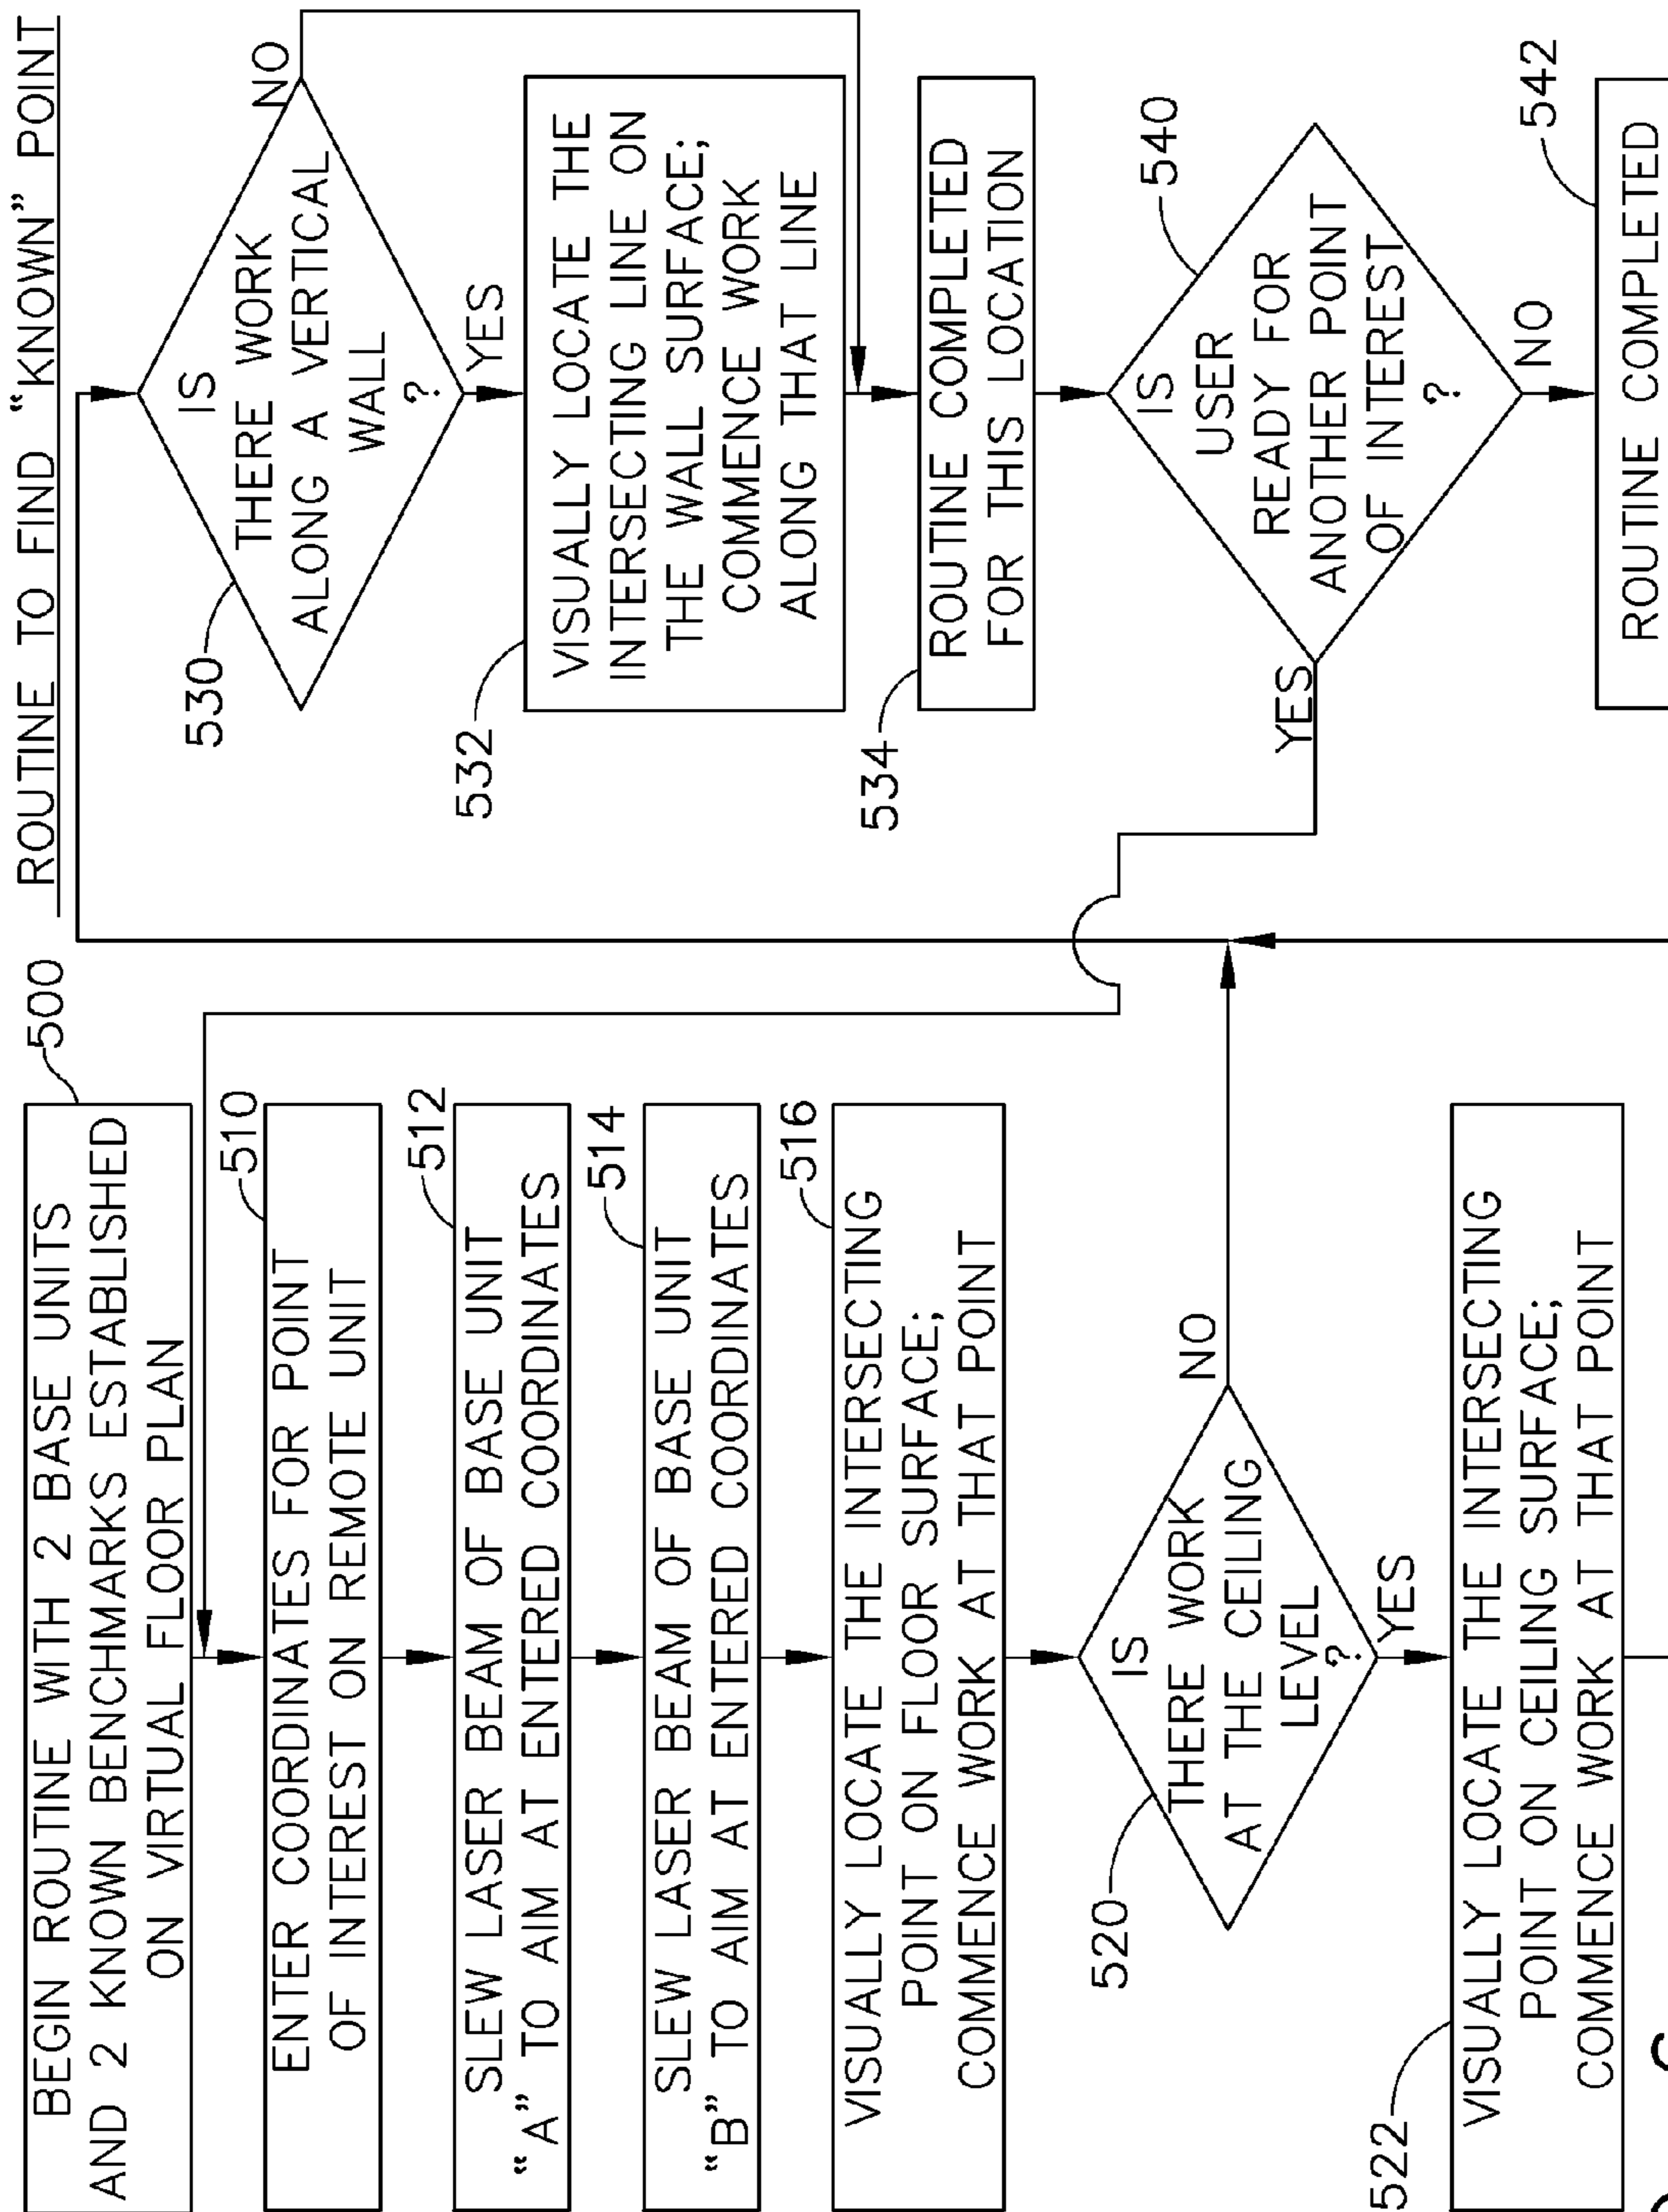 ROUTINE TO FIND “KNOWN” POINT
500
BEGIN ROUTINE WITH 2 BASE UNITS
AND 2 KNOWN BENCHMARKS ESTABLISHED
ON VIRTUAL FLOOR PLAN
510
ENTER COORDINATES FOR POINT
OF INTEREST ON REMOTE UNIT
512
SLEW LASER BEAM OF BASE UNIT
“A” TO AIM AT ENTERED COORDINATES
514
SLEW LASER BEAM OF BASE UNIT
“B” TO AIM AT ENTERED COORDINATES
516
VISUALLY LOCATE THE INTERSECTING
POINT ON FLOOR SURFACE;
COMMENCE WORK AT THAT POINT
520
IS
THERE WORK
AT THE CEILING
LEVEL
?
NO
YES
522
VISUALLY LOCATE THE INTERSECTING
POINT ON CEILING SURFACE;
COMMENCE WORK AT THAT POINT
530
IS
THERE WORK
ALONG A VERTICAL
WALL
?
NO
YES
532
VISUALLY LOCATE THE
INTERSECTING LINE ON
THE WALL SURFACE;
COMMENCE WORK
ALONG THAT LINE
534
ROUTINE COMPLETED
FOR THIS LOCATION
540
IS
USER
READY FOR
ANOTHER POINT
OF INTEREST
?
YES
NO
542
ROUTINE COMPLETED